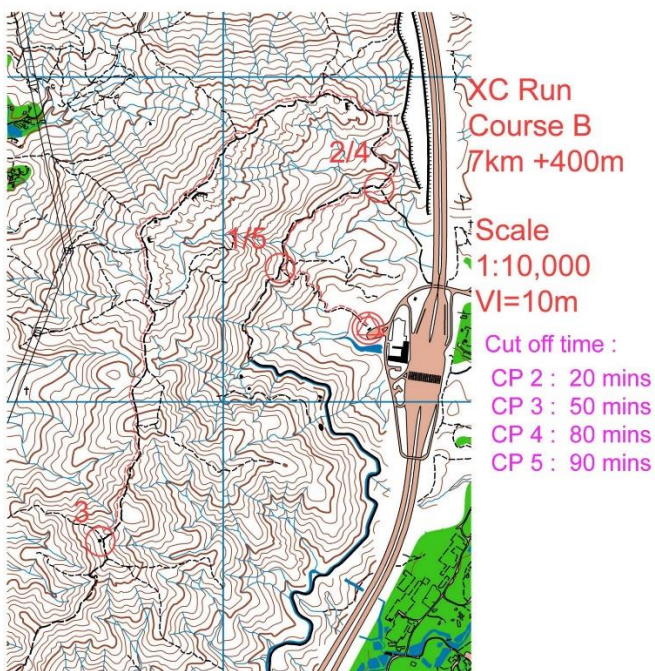 XC Run
Course B
7km +400m
2/4
1/5
Scale
1:10,000
VI=10m
Cut off time :
CP 2 : 20 mins
CP 3 : 50 mins
CP 4 : 80 mins
CP 5 : 90 mins
3